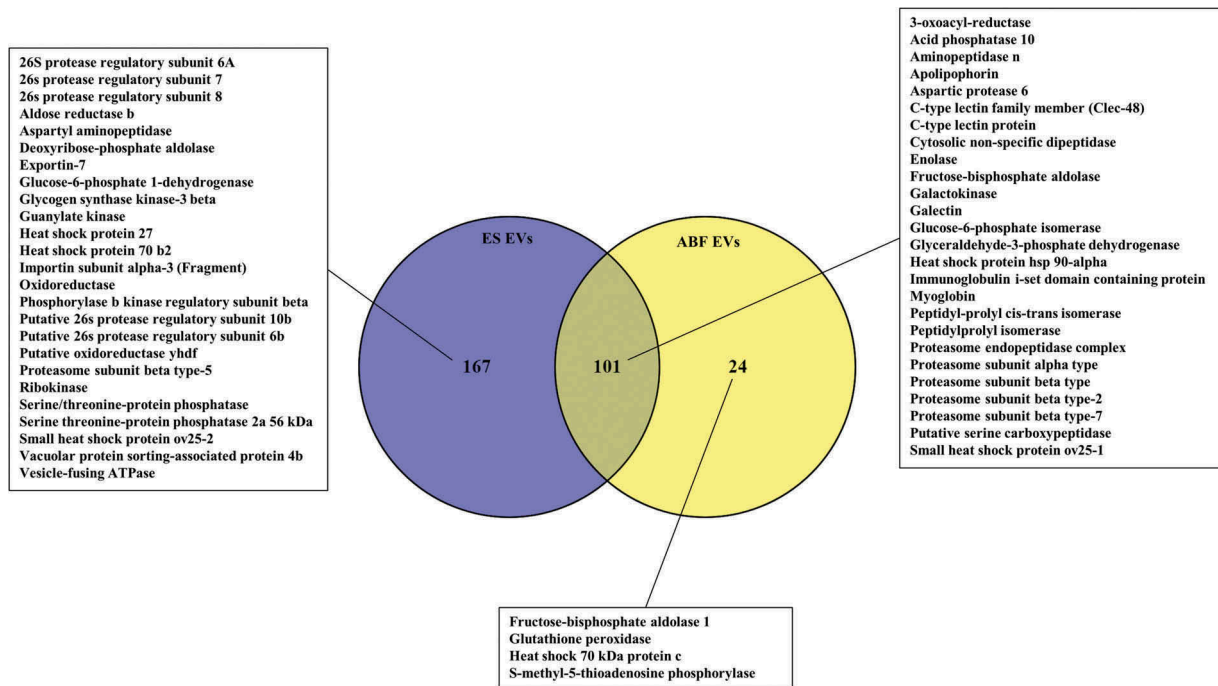 26S protease regulatory subunit 6A
26s protease regulatory subunit 7
26s protease regulatory subunit 8
Aldose reductase b
Aspartyl aminopeptidase
Deoxyribose-phosphate aldolase
Exportin-7
Glucose-6-phosphate 1-dehydrogenase
Glycogen synthase kinase-3 beta
Guanylate kinase
Heat shock protein 27
Heat shock protein 70 b2
Importin subunit alpha-3 (Fragment)
Oxidoreductase
Phosphorylase b kinase regulatory subunit beta
Putative 26s protease regulatory subunit 10b
Putative 26s protease regulatory subunit 6b
Putative oxidoreductase yhdf
Proteasome subunit beta type-5
Ribokinase
Serine/threonine-protein phosphatase
Serine threonine-protein phosphatase 2a 56 kDa
Small heat shock protein ov25-2
Vacuolar protein sorting-associated protein 4b
Vesicle-fusing ATPase
ES EVs
ABF EVs
167
101
24
3-oxoacyl-reductase
Acid phosphatase 10
Aminopeptidase n
Apolipophorin
Aspartic protease 6
C-type lectin family member (Clec-48)
C-type lectin protein
Cytosolic non-specific dipeptidase
Enolase
Fructose-bisphosphate aldolase
Galactokinase
Galectin
Glucose-6-phosphate isomerase
Glyceraldehyde-3-phosphate dehydrogenase
Heat shock protein hsp 90-alpha
Immunoglobulin i-set domain containing protein
Myoglobin
Peptidyl-prolyl cis-trans isomerase
Peptidylprolyl isomerase
Proteasome endopeptidase complex
Proteasome subunit alpha type
Proteasome subunit beta type
Proteasome subunit beta type-2
Proteasome subunit beta type-7
Putative serine carboxypeptidase
Small heat shock protein ov25-1
Fructose-bisphosphate aldolase 1
Glutathione peroxidase
Heat shock 70 kDa protein c
S-methyl-5-thioadenosine phosphorylase